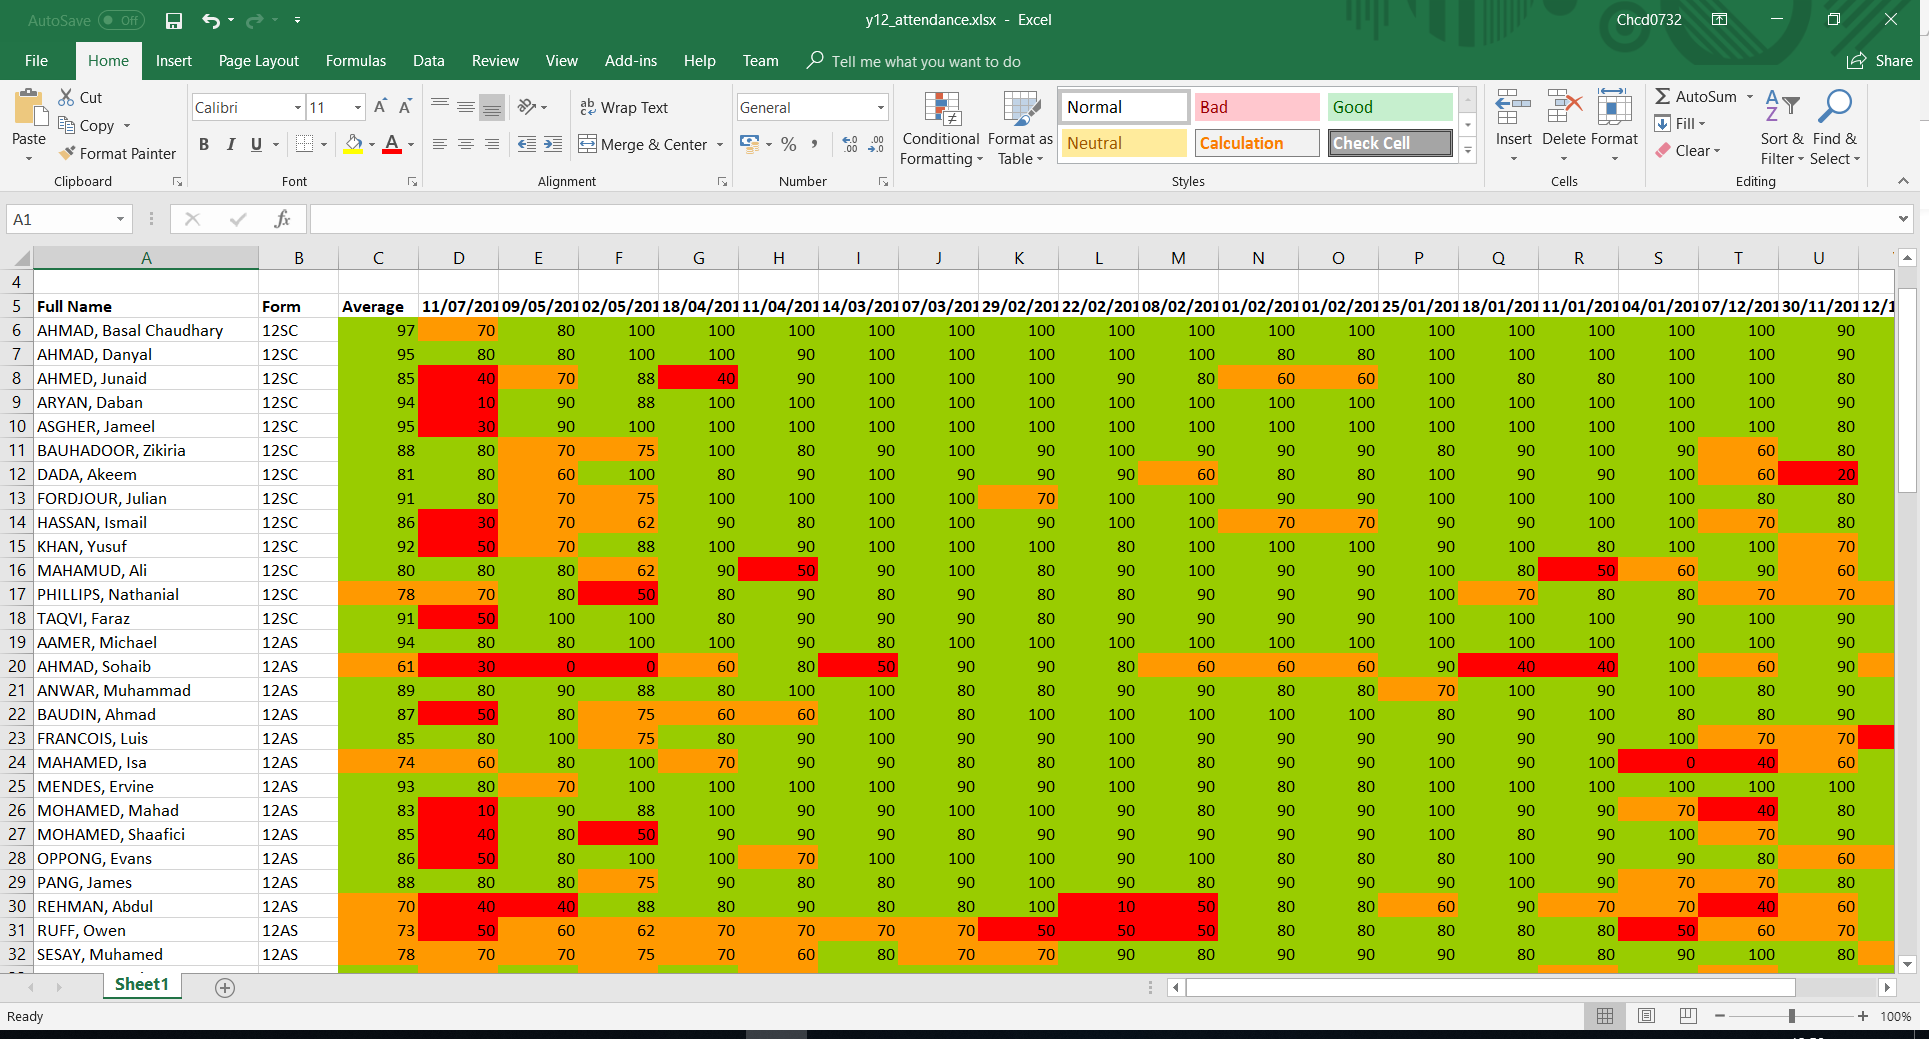 AutoSave Off y12_attendance.xlsx - Excel Chcd0732
File Home Insert Page Layout Formulas Data Review View Add-ins Help Team Tell me what you want to do Share
Paste Cut Copy Format Painter Clipboard
Calibri 11 B I U A A A Font
Wrap Text Merge & Center Alignment
General % Number
Conditional Formatting Format as Table
Normal Bad Good Neutral Calculation Check Cell Styles
Insert Delete Format Cells
AutoSum Fill Clear Sort & Filter Find & Select Editing
A1 fx
A B C D E F G H I J K L M N O P Q R S T U
4
5 Full Name Form Average 11/07/201 09/05/201 02/05/201 18/04/201 11/04/201 14/03/201 07/03/201 29/02/201 22/02/201 08/02/201 01/02/201 01/02/201 25/01/201 18/01/201 11/01/201 04/01/201 07/12/201 30/11/201 12/1
6 AHMAD, Basal Chaudhary 12SC 97 70 80 100 100 100 100 100 100 100 100 100 100 100 100 100 100 100 90
7 AHMAD, Danyal 12SC 95 80 80 100 100 90 100 100 100 100 100 80 80 100 100 100 100 100 90
8 AHMED, Junaid 12SC 85 40 70 88 40 90 100 100 100 90 80 60 60 100 80 80 100 100 80
9 ARYAN, Daban 12SC 94 10 90 88 100 100 100 100 100 100 100 100 100 100 100 100 100 100 90
10 ASGHER, Jameel 12SC 95 30 90 100 100 100 100 100 100 100 100 100 100 100 100 100 100 100 80
11 BAUHADOOR, Zikiria 12SC 88 80 70 75 100 80 90 100 90 100 90 90 90 80 90 100 90 60 80
12 DADA, Akeem 12SC 81 80 60 100 80 90 100 90 90 90 60 80 80 100 90 90 100 60 20
13 FORDJOUR, Julian 12SC 91 80 70 75 100 100 100 100 70 100 100 90 90 100 100 100 100 80 80
14 HASSAN, Ismail 12SC 86 30 70 62 90 80 100 100 90 100 100 70 70 90 90 100 100 70 80
15 KHAN, Yusuf 12SC 92 50 70 88 100 90 100 100 100 80 100 100 100 90 100 80 100 100 70
16 MAHAMUD, Ali 12SC 80 80 80 62 90 50 90 100 80 90 100 90 90 100 80 50 60 90 60
17 PHILLIPS, Nathanial 12SC 78 70 80 50 80 90 80 90 80 80 90 90 90 100 70 80 80 70 70
18 TAQVI, Faraz 12SC 91 50 100 100 80 90 90 90 80 90 90 90 90 100 100 100 90 100 90
19 AAMER, Michael 12AS 94 80 80 100 100 90 80 100 100 100 100 100 100 100 100 100 100 100 90
20 AHMAD, Sohaib 12AS 61 30 0 0 60 80 50 90 90 80 60 60 60 90 40 40 100 60 90
21 ANWAR, Muhammad 12AS 89 80 90 88 80 100 100 80 80 90 90 80 80 70 100 90 100 80 90
22 BAUDIN, Ahmad 12AS 87 50 80 75 60 60 100 80 100 100 100 100 100 80 90 100 80 80 90
23 FRANCOIS, Luis 12AS 85 80 100 75 80 90 100 90 90 100 90 90 90 90 90 90 100 70 70
24 MAHAMED, Isa 12AS 74 60 80 100 70 90 90 80 80 100 80 90 90 100 90 100 0 40 60
25 MENDES, Ervine 12AS 93 80 70 100 100 100 80 90 100 100 80 90 90 100 100 100 100 100 100
26 MOHAMED, Mahad 12AS 83 10 90 88 100 90 90 100 100 90 80 90 90 100 90 90 70 40 80
27 MOHAMED, Shaafici 12AS 85 40 80 50 90 90 90 80 90 90 90 90 90 100 80 90 100 70 90
28 OPPONG, Evans 12AS 86 50 80 100 100 70 100 100 100 90 100 80 80 80 100 90 90 80 60
29 PANG, James 12AS 88 80 80 75 90 80 80 90 100 90 80 90 90 90 100 90 70 70 80
30 REHMAN, Abdul 12AS 70 40 40 88 80 90 80 80 100 10 50 80 80 60 90 70 70 40 60
31 RUFF, Owen 12AS 73 50 60 62 70 70 70 70 50 50 50 80 80 80 80 80 50 60 70
32 SESAY, Muhamed 12AS 78 70 70 75 70 60 80 70 70 90 80 90 90 90 80 80 90 100 80
Sheet1
Ready 100%